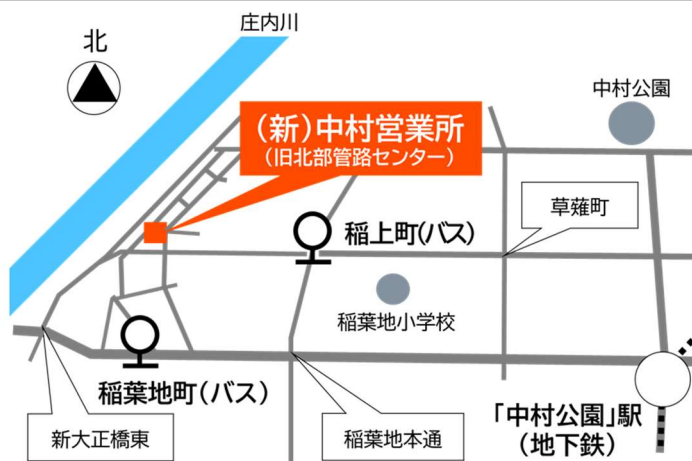 庄内川
北
中村公園
(新)中村営業所
(旧北部管路センター)
草薙町
稲上町(バス)
稲葉地小学校
稲葉地町(バス)
「中村公園」駅
(地下鉄)
新大正橋東
稲葉地本通